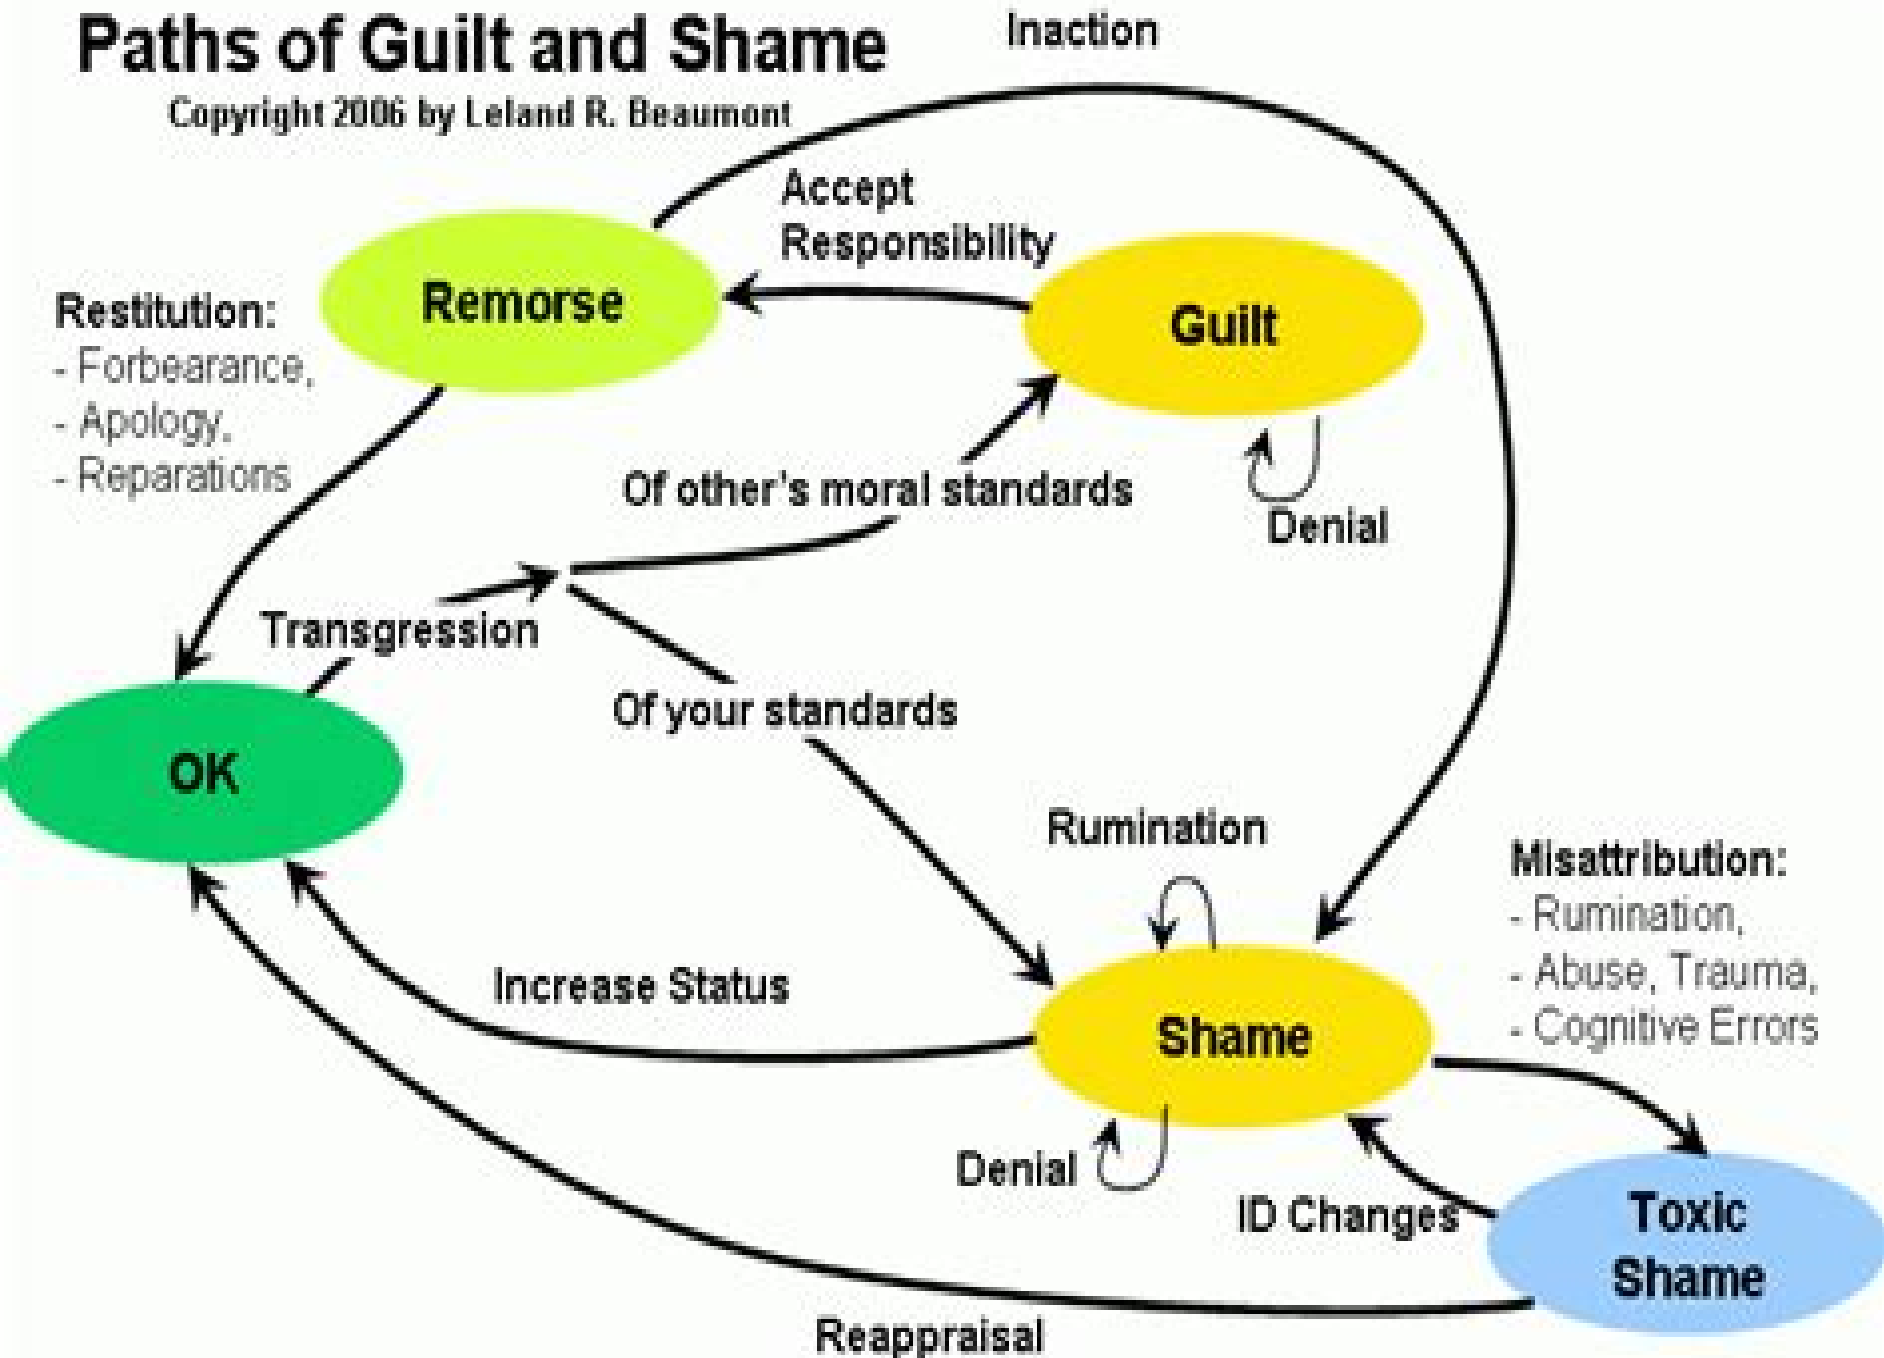 Paths of Guilt and Shame
Copyright 2006 by Leland R. Beaumont
Inaction
Accept
Responsibility
Remorse
Guilt
Restitution:
- Forbearance,
- Apology,
- Reparations
Of other's moral standards
Denial
Transgression
Of your standards
OK
Rumination
Misattribution:
- Rumination,
- Abuse, Trauma,
- Cognitive Errors
Increase Status
Shame
Denial
ID Changes
Toxic
Shame
Reappraisal